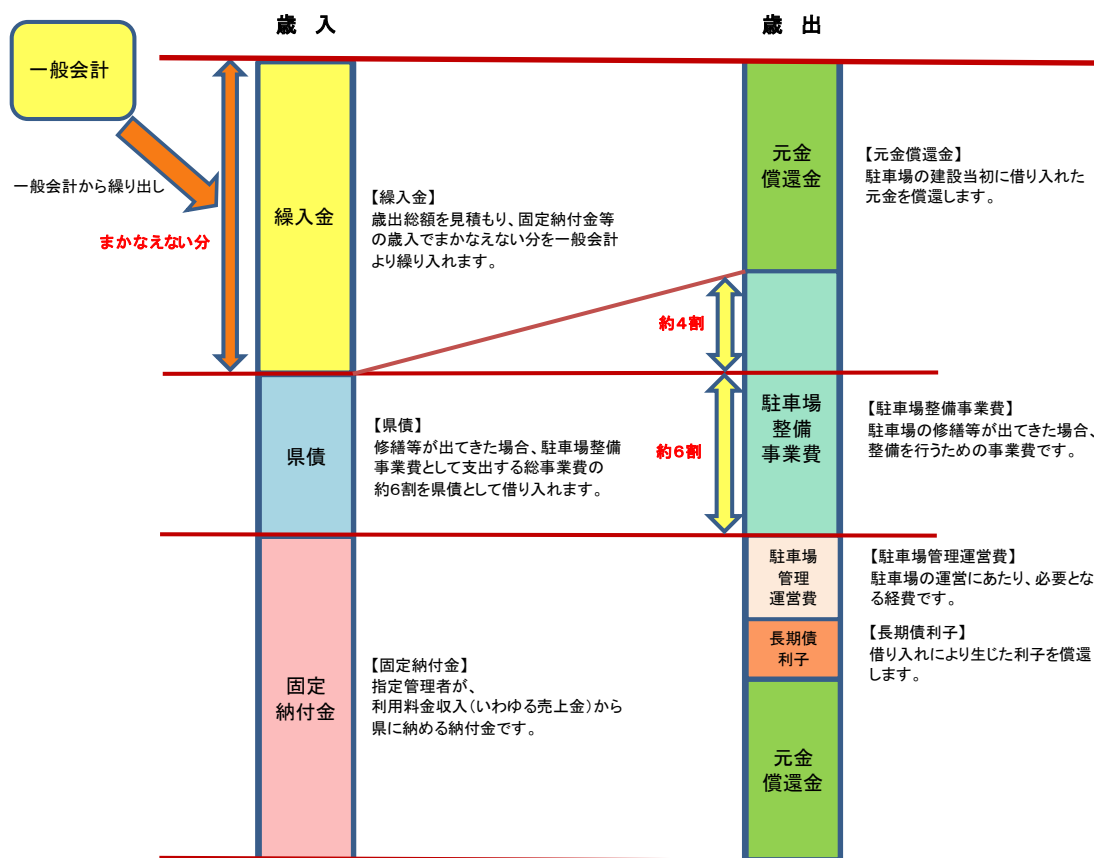 歳 入
歳 出
一般会計
一般会計から繰り出し
まかなえない分
繰入金
【繰入金】
歳出総額を見積もり、固定納付金等
の歳入でまかなえない分を一般会計
より繰り入れます。
県債
【県債】
修繕等が出てきた場合、駐車場整備
事業費として支出する総事業費の
約6割を県債として借り入れます。
固定
納付金
【固定納付金】
指定管理者が、
利用料金収入(いわゆる売上金)から
県に納める納付金です。
元金
償還金
【元金償還金】
駐車場の建設当初に借り入れた
元金を償還します。
約4割
約6割
駐車場
整備
事業費
【駐車場整備事業費】
駐車場の修繕等が出てきた場合、
整備を行うための事業費です。
駐車場
管理
運営費
【駐車場管理運営費】
駐車場の運営にあたり、必要とな
る経費です。
長期債
利子
【長期債利子】
借り入れにより生じた利子を償還
します。
元金
償還金